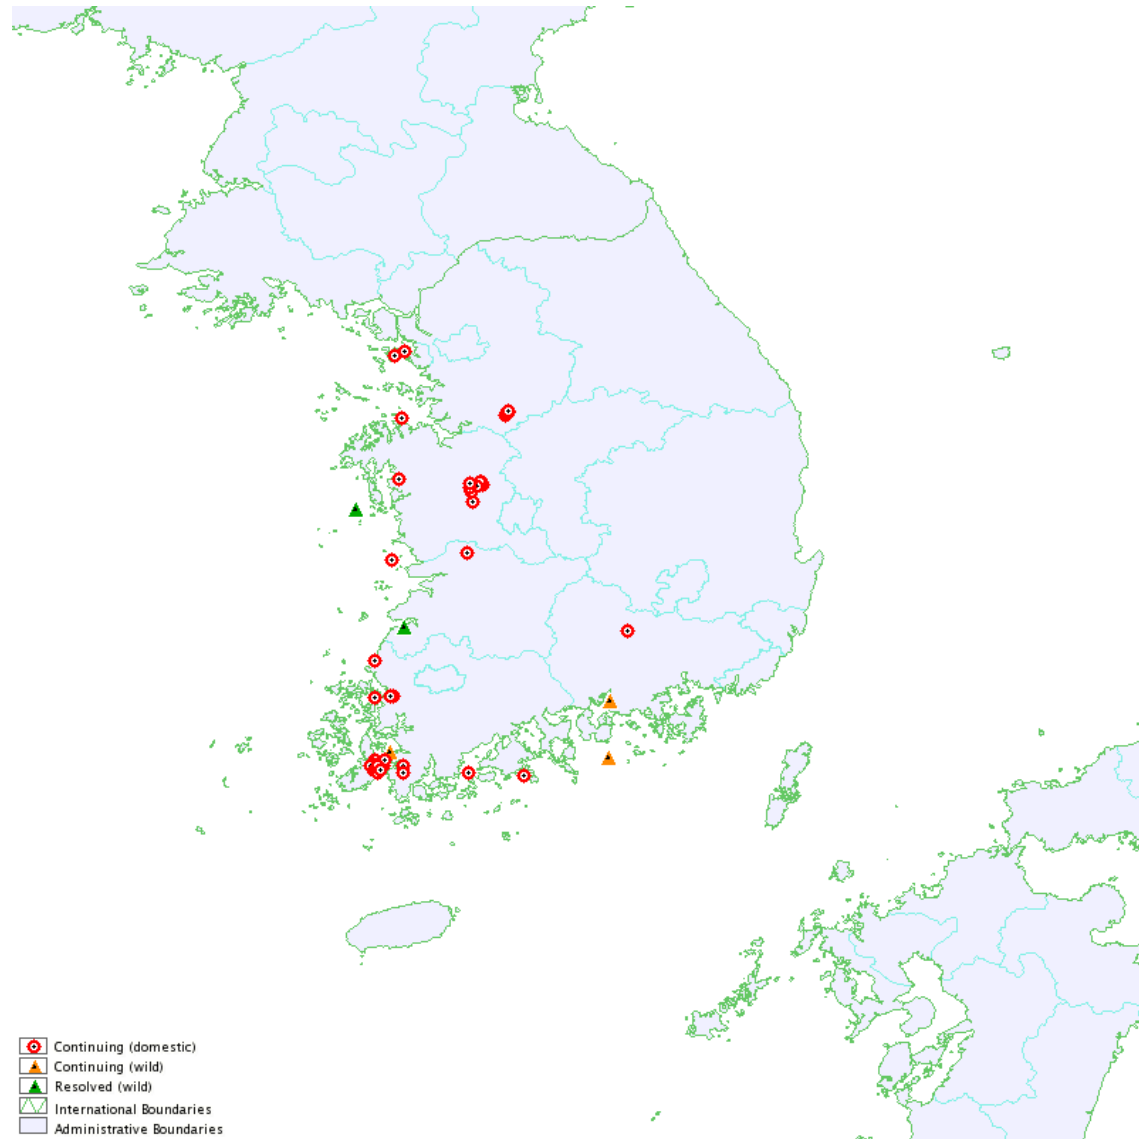 Continuing (domestic)
Continuing (wild)
Resolved (wild)
International Boundaries
Administrative Boundaries